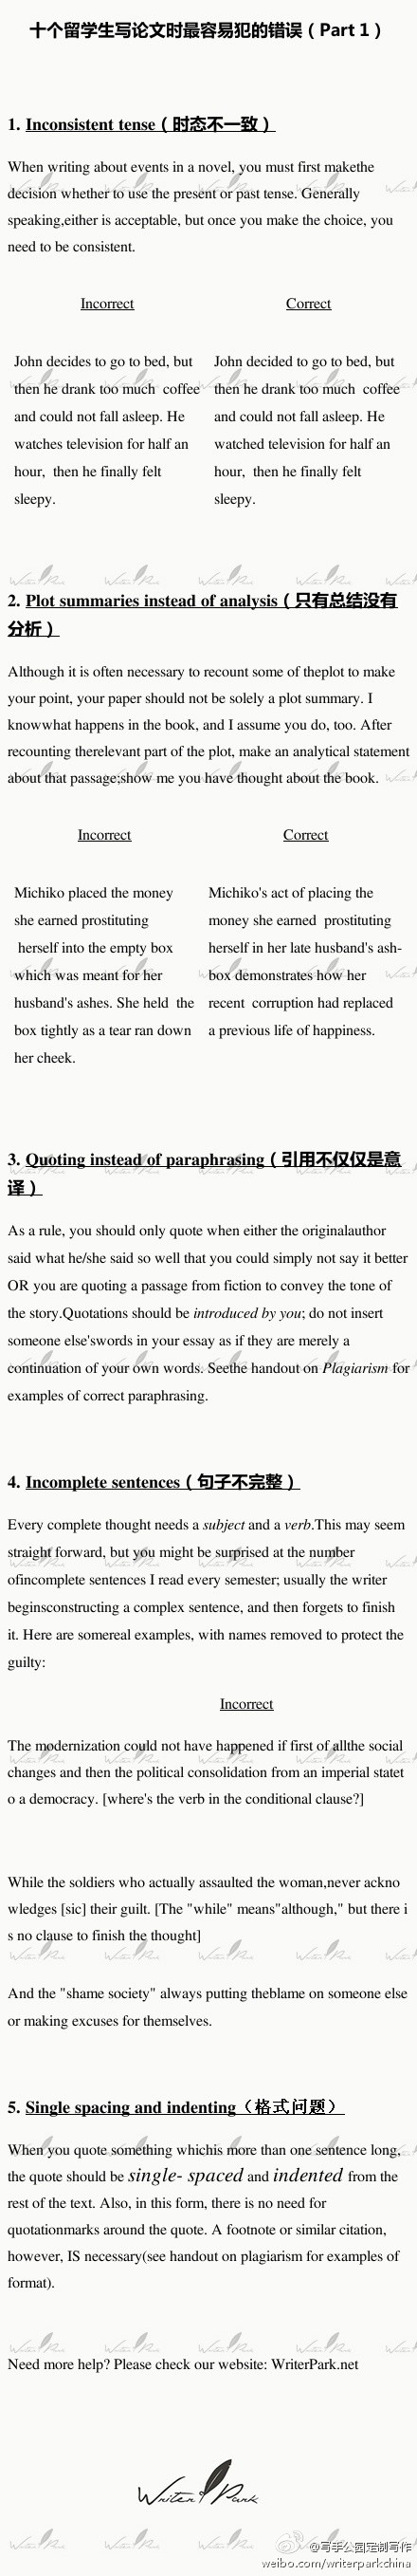 十个留学生写论文时最容易犯的错误（Part 1）
1. Inconsistent tense（时态不一致）
When writing about events in a novel, you must first makethe
decision whether to use the present or past tense. Generally
speaking,either is acceptable, but once you make the choice, you
need to be consistent.
Incorrect
John decides to go to bed, but
then he drank too much coffee
and could not fall asleep. He
watches television for half an
hour, then he finally felt
sleepy.
Correct
John decided to go to bed, but
then he drank too much coffee
and could not fall asleep. He
watched television for half an
hour, then he finally felt
sleepy.
2. Plot summaries instead of analysis（只有总结没有
分析）
Although it is often necessary to recount some of theplot to make
your point, your paper should not be solely a plot summary. I
knowwhat happens in the book, and I assume you do, too. After
recounting therelevant part of the plot, make an analytical statement
about that passage;show me you have thought about the book.
Incorrect
Michiko placed the money
she earned prostituting
herself into the empty box
which was meant for her
husband's ashes. She held the
box tightly as a tear ran down
her cheek.
Correct
Michiko's act of placing the
money she earned prostituting
herself in her late husband's ash-
box demonstrates how her
recent corruption had replaced
a previous life of happiness.
3. Quoting instead of paraphrasing（引用不仅仅是意
译）
As a rule, you should only quote when either the originalauthor
said what he/she said so well that you could simply not say it better
OR you are quoting a passage from fiction to convey the tone of
the story.Quotations should be introduced by you; do not insert
someone else'swords in your essay as if they are merely a
continuation of your own words. Seethe handout on Plagiarism for
examples of correct paraphrasing.
4. Incomplete sentences（句子不完整）
Every complete thought needs a subject and a verb.This may seem
straight forward, but you might be surprised at the number
ofincomplete sentences I read every semester; usually the writer
beginsconstructing a complex sentence, and then forgets to finish
it. Here are somereal examples, with names removed to protect the
guilty:
Incorrect
The modernization could not have happened if first of allthe social
changes and then the political consolidation from an imperial statet
o a democracy. [where's the verb in the conditional clause?]
While the soldiers who actually assaulted the woman,never ackno
wledges [sic] their guilt. [The "while" means"although," but there i
s no clause to finish the thought]
And the "shame society" always putting theblame on someone else
or making excuses for themselves.
5. Single spacing and indenting（格式问题）
When you quote something whichis more than one sentence long,
the quote should be single- spaced and indented from the
rest of the text. Also, in this form, there is no need for
quotationmarks around the quote. A footnote or similar citation,
however, IS necessary(see handout on plagiarism for examples of
format).
Need more help? Please check our website: WriterPark.net
Writer Park
@写手公园定制写作
weibo.com/writerparkchina